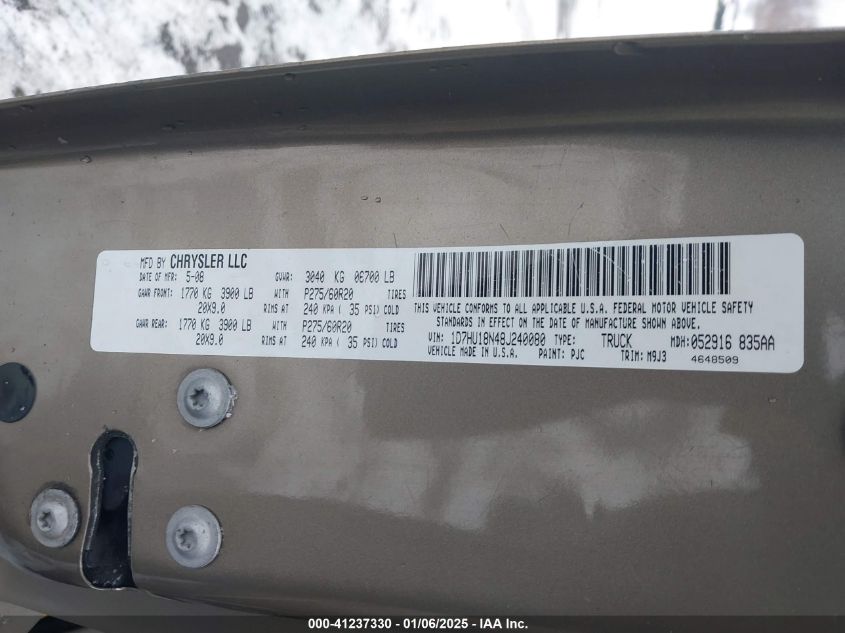 MFD BY CHRYSLER LLC
DATE OF MFR: 5-08 GVWR: 3040 KG 06700 LB
GAWR FRONT: 1770 KG 3900 LB WITH P275/60R20 TIRES
20X9.0 RIMS AT 240 KPA ( 35 PSI) COLD
GAWR REAR: 1770 KG 3900 LB WITH P275/60R20 TIRES
20X9.0 RIMS AT 240 KPA ( 35 PSI) COLD
THIS VEHICLE CONFORMS TO ALL APPLICABLE U.S.A. FEDERAL MOTOR VEHICLE SAFETY
STANDARDS IN EFFECT ON THE DATE OF MANUFACTURE SHOWN ABOVE.
VIN: 1D7HU18N48J240080 TYPE: TRUCK MDH: 052916 835AA
VEHICLE MADE IN U.S.A. PAINT: PJC TRIM: M9J3 4648509
000-41237330 - 01/06/2025 - IAA Inc.